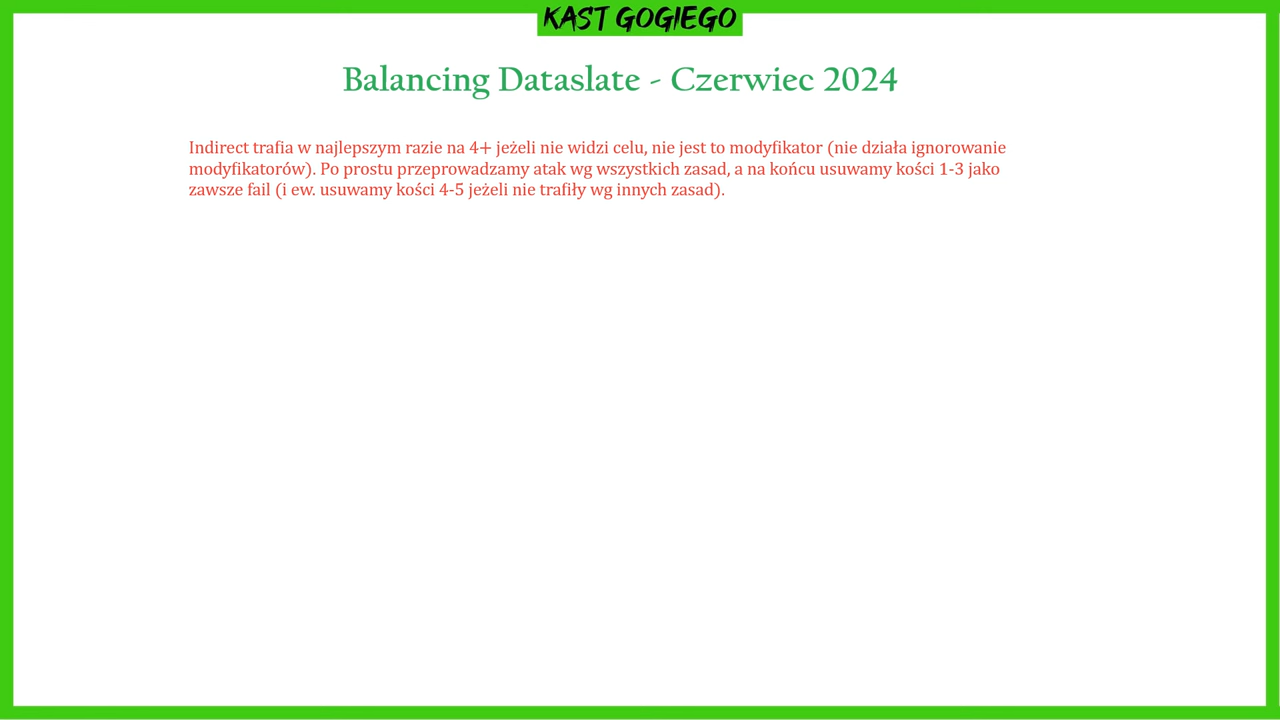 KAST GOGIEGO
Balancing Dataslate - Czerwiec 2024
Indirect trafia w najlepszym razie na 4+ jeżeli nie widzi celu, nie jest to modyfikator (nie działa ignorowanie
modyfikatorów). Po prostu przeprowadzamy atak wg wszystkich zasad, a na końcu usuwamy kości 1-3 jako
zawsze fail (i ew. usuwamy kości 4-5 jeżeli nie trafiły wg innych zasad).